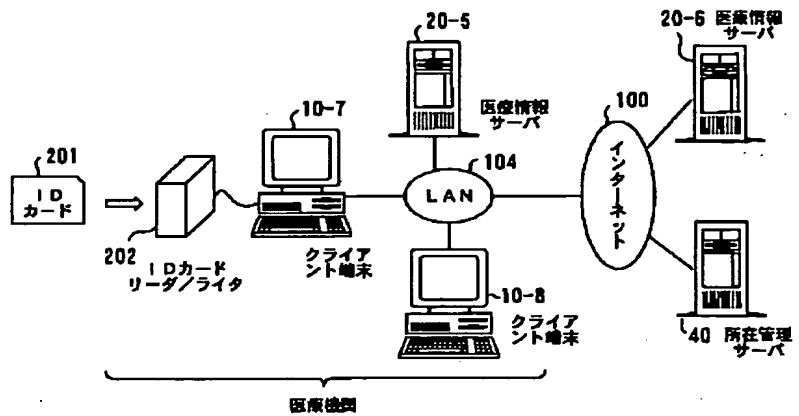 20-5
20-6 医療情報
サーバ
10-7
医療情報
サーバ
100
201
104
ID
カード
LAN
インターネット
202
IDカード
リーダ/ライタ
クライア
ント端末
10-8
クライア
ント端末
40 所在管理
サーバ
医療機関